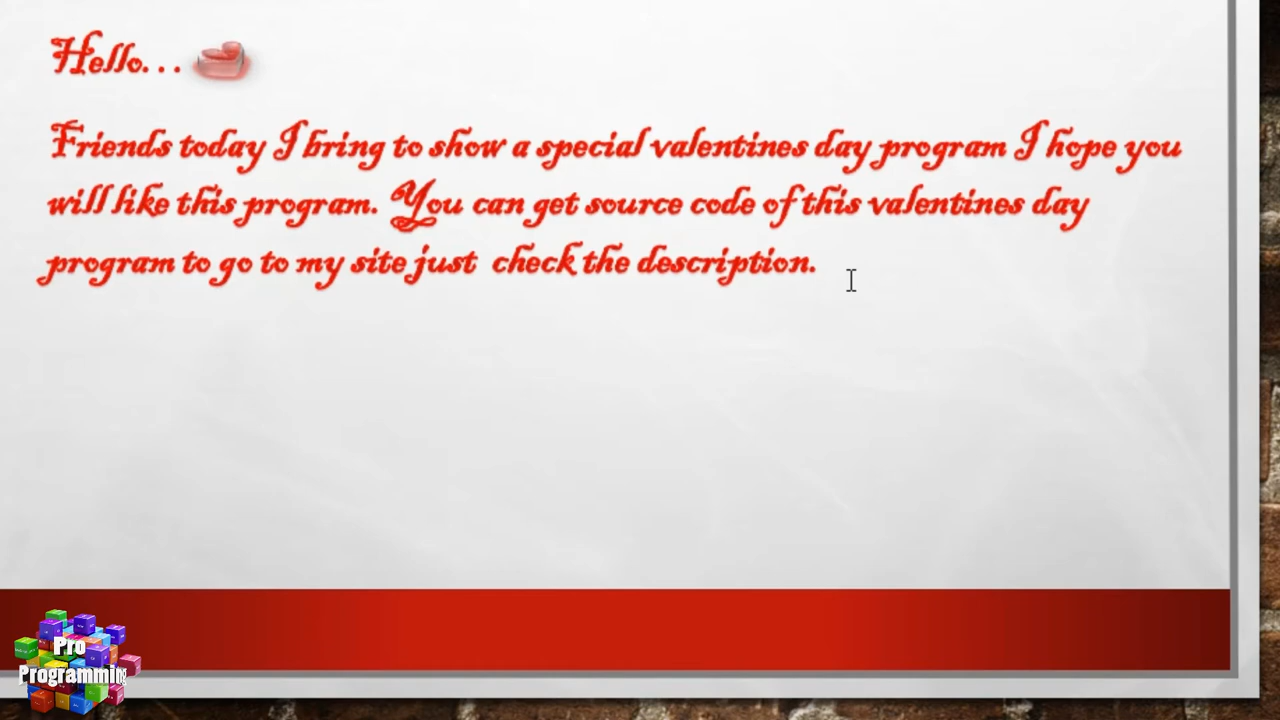 Hello...
Friends today I bring to show a special valentines day program I hope you
will like this program. You can get source code of this valentines day
program to go to my site just check the description.
Pro
Programming